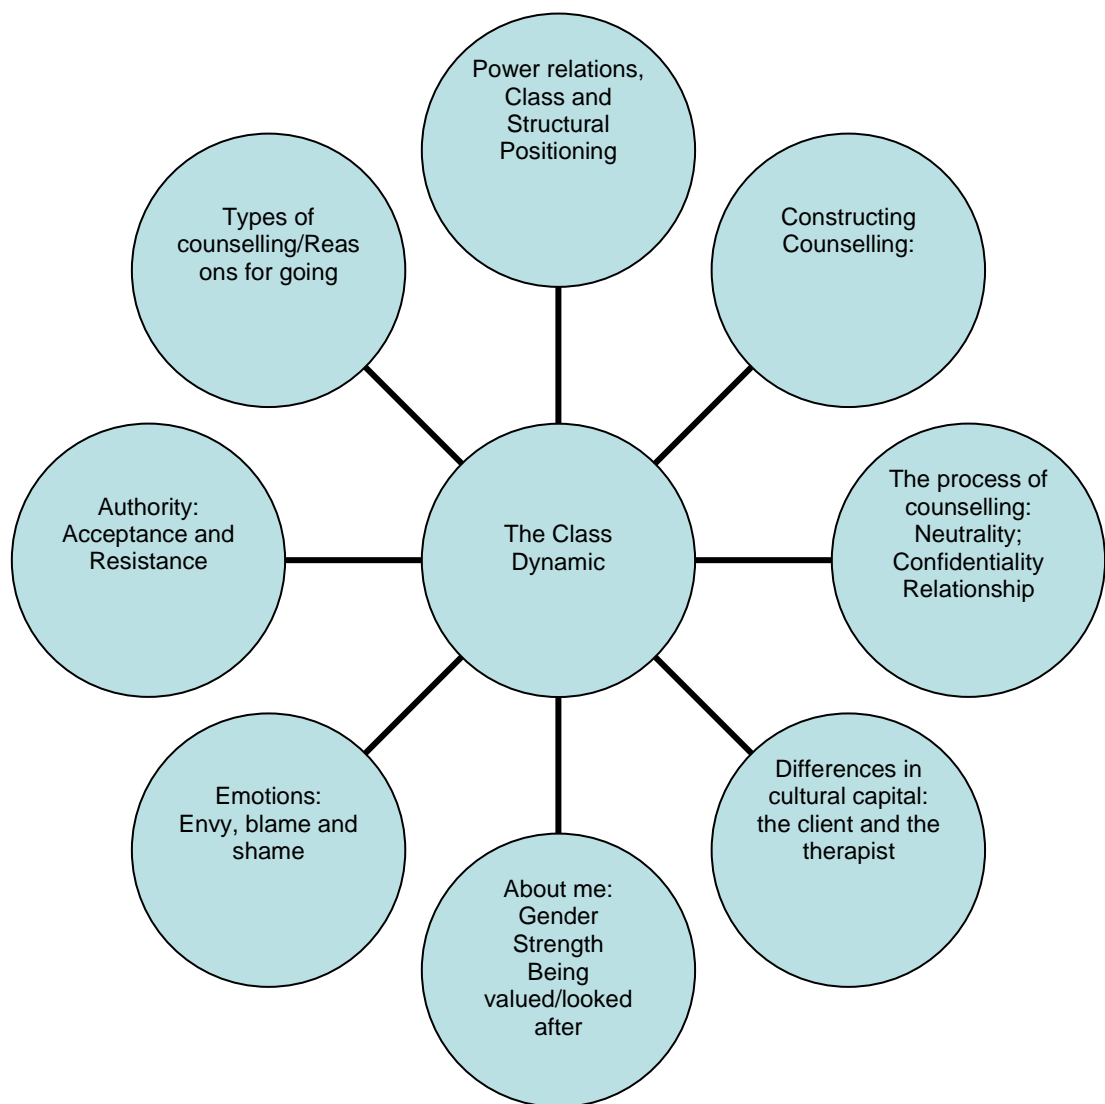 Power relations,
Class and
Structural
Positioning
Constructing
Counselling:
The process of
counselling:
Neutrality;
Confidentiality
Relationship
Differences in
cultural capital:
the client and the
therapist
About me:
Gender
Strength
Being
valued/looked
after
Emotions:
Envy, blame and
shame
Authority:
Acceptance and
Resistance
Types of
counselling/Reas
ons for going
The Class
Dynamic